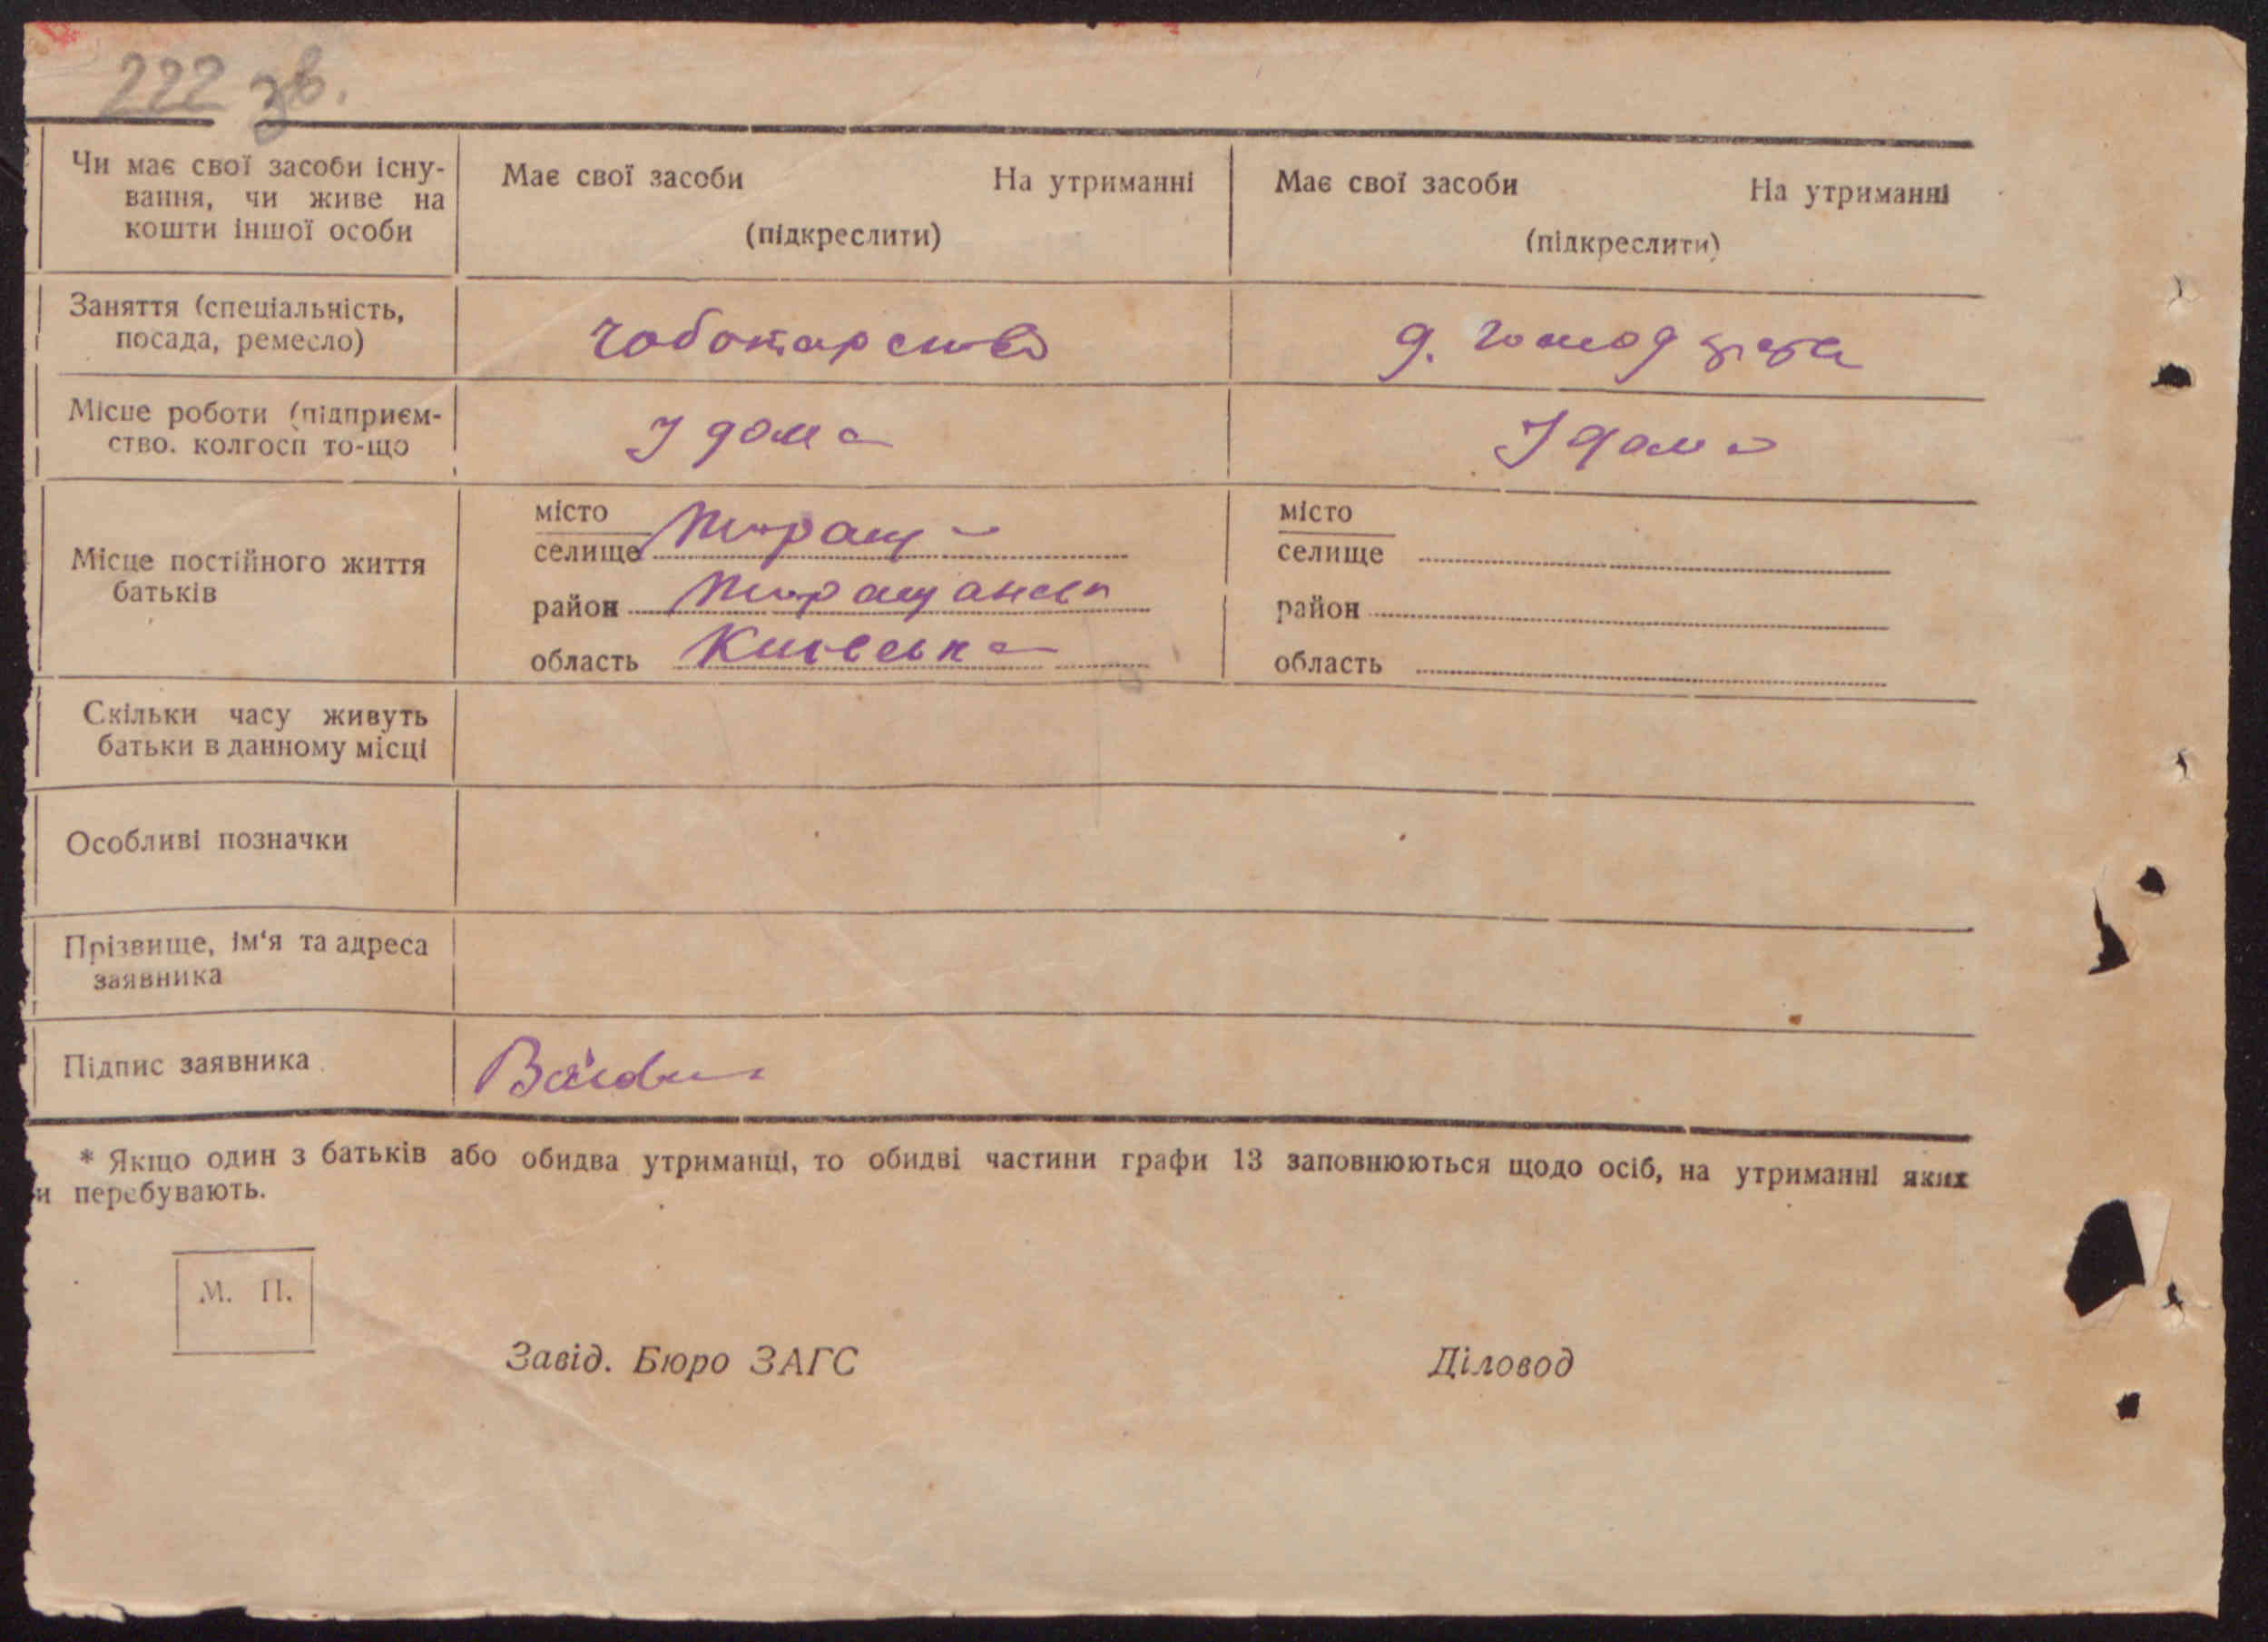 222 зв.
Чи має свої засоби існу-
вання, чи живе на
кошти іншої особи
Має свої засоби На утриманні
(підкреслити)
Має свої засоби На утриманні
(підкреслити)
Заняття (спеціальність,
посада, ремесло)
чоботарство
д.
Місце роботи (підприєм-
ство. колгосп то-що
У дома
У дома
Місце постійного життя
батьків
місто
селище
район
область Київська
місто
селище
район
область
Скільки часу живуть
батьки в данному місці
Особливі позначки
Прізвище, ім‘я та адреса
заявника
Підпис заявника
* Якщо один з батьків або обидва утриманці, то обидві частини графи 13 заповнюються щодо осіб, на утриманні яких
и перебувають.
М. П.
Завід. Бюро ЗАГС
Діловод